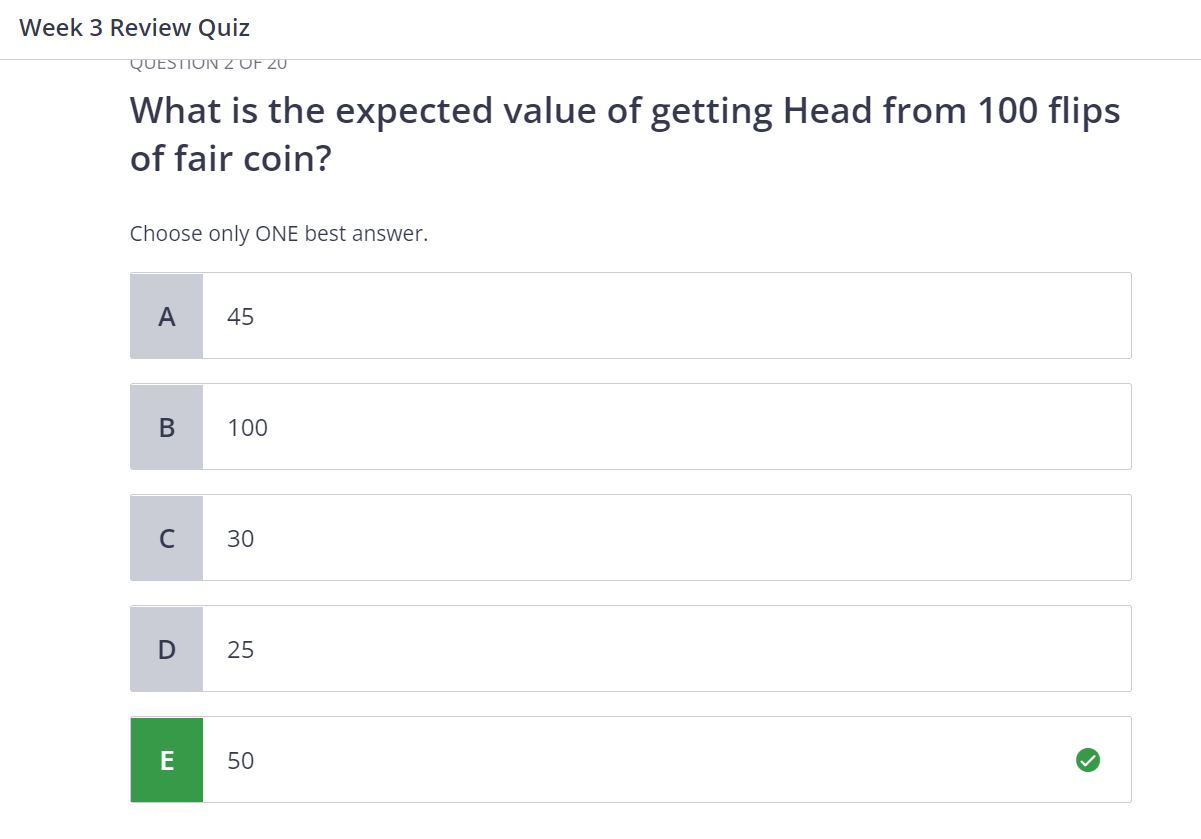 Week 3 Review Quiz
QUESTION 2 OF 20
What is the expected value of getting Head from 100 flips
of fair coin?
Choose only ONE best answer.
A 45
B 100
C 30
D 25
E 50